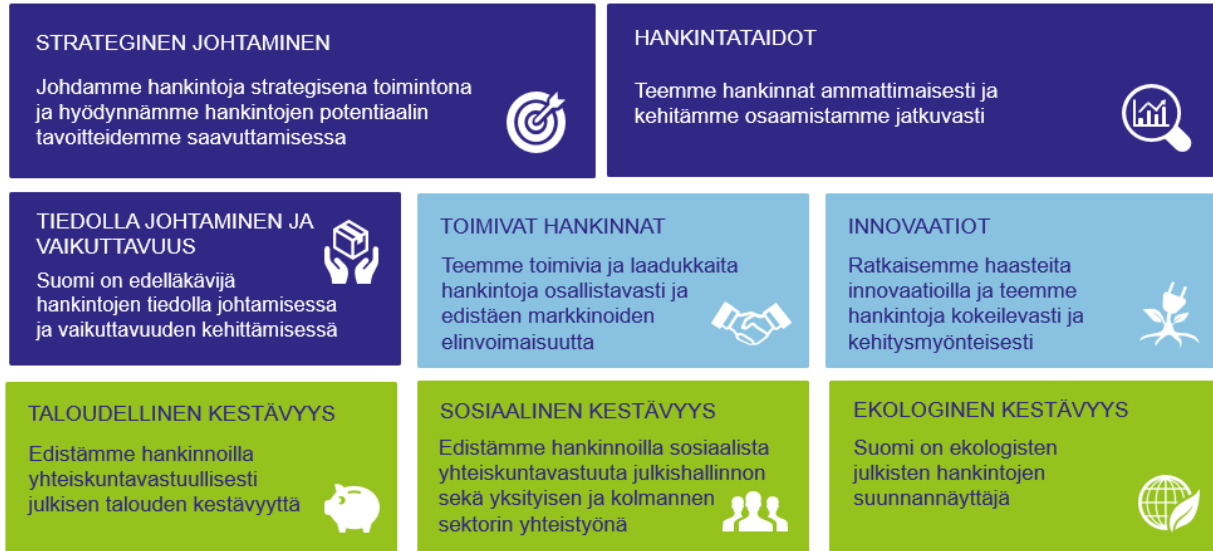 STRATEGINEN JOHTAMINEN
Johdamme hankintoja strategisena toimintona
ja hyödynnämme hankintojen potentiaalin
tavoitteidemme saavuttamisessa
HANKINTATAIDOT
Teemme hankinnat ammattimaisesti ja
kehitämme osaamistamme jatkuvasti
TIEDOLLA JOHTAMINEN JA
VAIKUTTAVUUS
Suomi on edelläkävijä
hankintojen tiedolla johtamisessa
ja vaikuttavuuden kehittämisessä
TOIMIVAT HANKINNAT
Teemme toimivia ja laadukkaita
hankintoja osallistavasti ja
edistäen markkinoiden
elinvoimaisuutta
INNOVAATIOT
Ratkaisemme haasteita
innovaatioilla ja teemme
hankintoja kokeilevasti ja
kehitysmyönteisesti
TALOUDELLINEN KESTÄVYYS
Edistämme hankinnoilla
yhteiskuntavastuullisesti
julkisen talouden kestävyyttä
SOSIAALINEN KESTÄVYYS
Edistämme hankinnoilla sosiaalista
yhteiskuntavastuuta julkishallinnon
sekä yksityisen ja kolmannen
sektorin yhteistyönä
EKOLOGINEN KESTÄVYYS
Suomi on ekologisten
julkisten hankintojen
suunnannäyttäjä